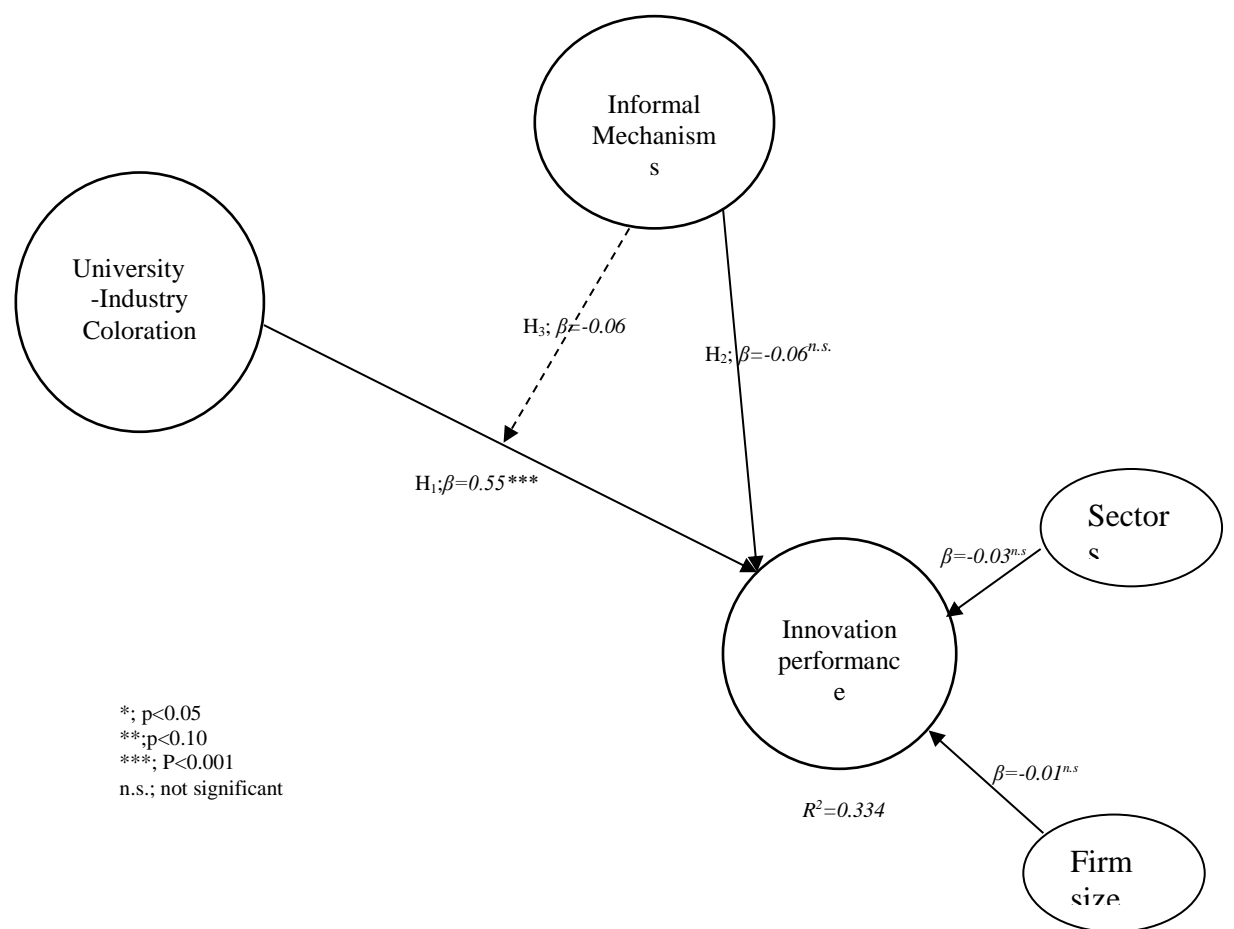 Informal
Mechanism
s
University
-Industry
Coloration
H₃; β=-0.06
H₂; β=-0.06ⁿ·ˢ·
H₁;β=0.55***
Sector
s
β=-0.03ⁿ·ˢ
Innovation
performanc
e
*; p<0.05
**;p<0.10
***; P<0.001
n.s.; not significant
β=-0.01ⁿ·ˢ
R²=0.334
Firm
size